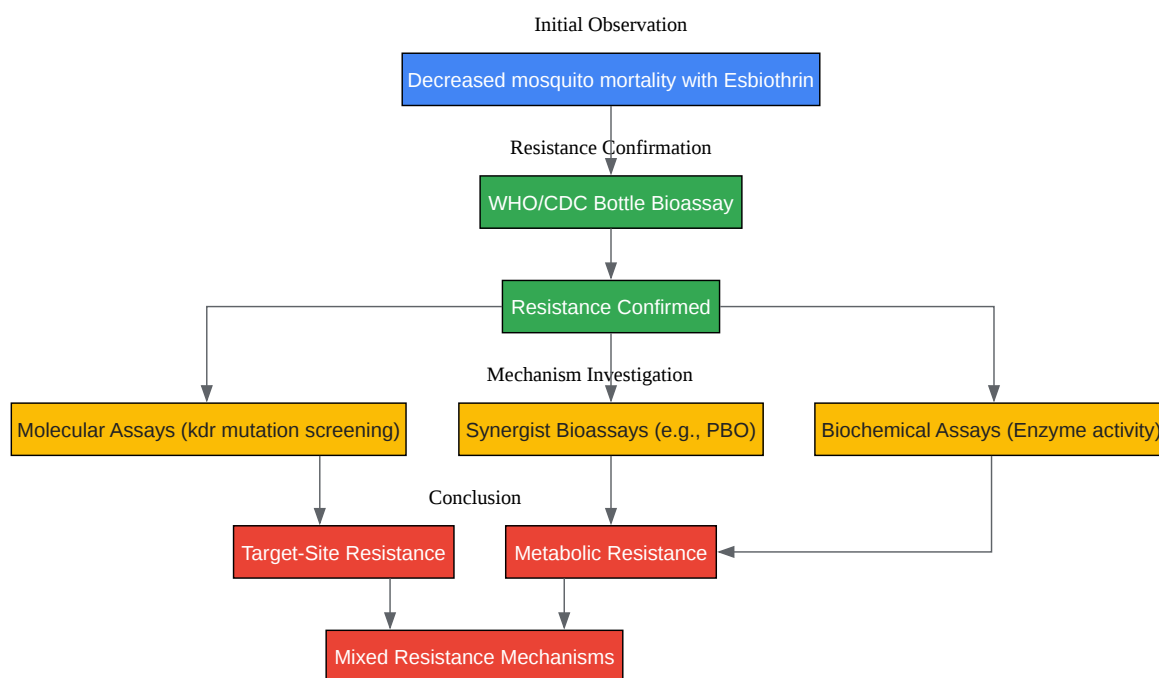 Initial Observation
Decreased mosquito mortality with Esbiothrin
Resistance Confirmation
WHO/CDC Bottle Bioassay
Resistance Confirmed
Mechanism Investigation
Molecular Assays (kdr mutation screening)
Synergist Bioassays (e.g., PBO)
Biochemical Assays (Enzyme activity)
Conclusion
Target-Site Resistance
Metabolic Resistance
Mixed Resistance Mechanisms